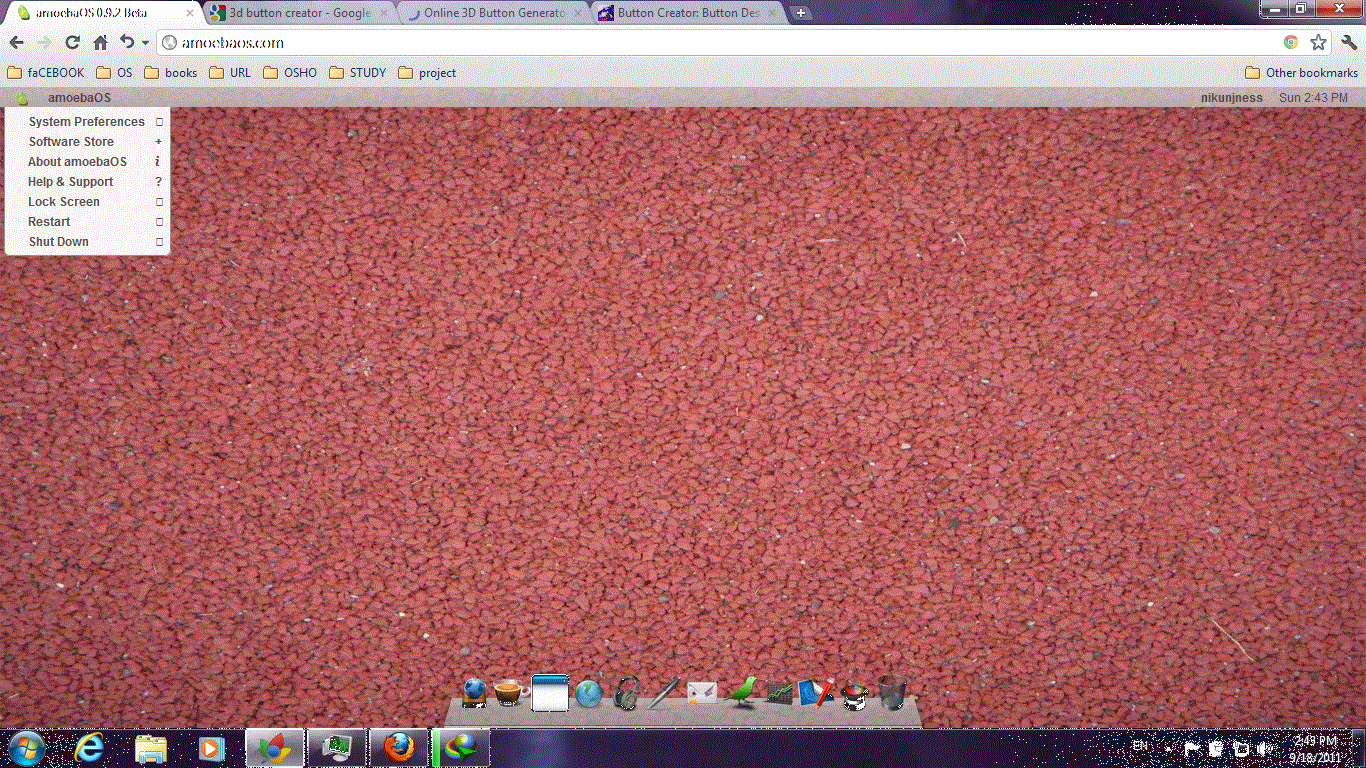 amoebaOS 0.9.2 Beta
3d button creator - Google
Online 3D Button Generato
Button Creator: Button Des
amoebaos.com
faCEBOOK
OS
books
URL
OSHO
STUDY
project
Other bookmarks
amoebaOS
nikunjness
Sun 2:43 PM
System Preferences
Software Store +
About amoebaOS i
Help & Support ?
Lock Screen
Restart
Shut Down
EN
2:43 PM
9/18/2011